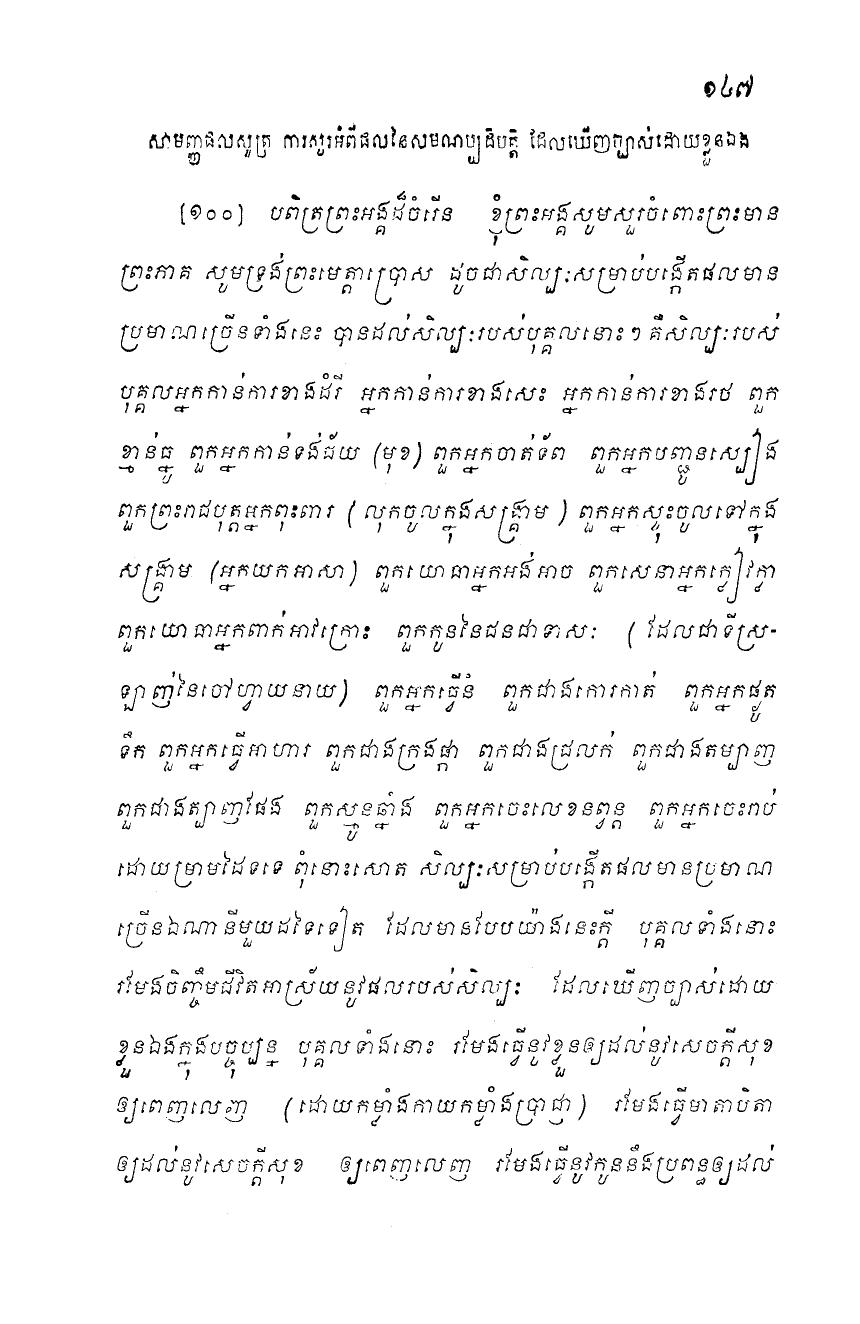 ១៤៧
សាមញ្ញផលសូត្រ ការសួរអំពីផលនៃសមណប្បដិបត្តិ ដែលឃើញច្បាស់ដោយខ្លួនឯង
[១០០] បពិត្រព្រះអង្គដ៏ចំរើន ខ្ញុំព្រះអង្គសូមសួរចំពោះព្រះមាន
ព្រះភាគ សូមទ្រង់ព្រះមេត្តាប្រោស ដូចជាសិល្បៈសម្រាប់បង្កើតផលមាន
ប្រមាណច្រើនទាំងនេះ បានដល់សិល្បៈរបស់បុគ្គលនោះៗ គឺសិល្បៈរបស់
បុគ្គលអ្នកកាន់ការខាងដំរី អ្នកកាន់ការខាងសេះ អ្នកកាន់ការខាងរថ ពួក
ខ្មាន់ធ្នូ ពួកអ្នកកាន់ទង់ជ័យ (មុខ) ពួកអ្នកចាត់ទ័ព ពួកអ្នកបញ្ជូនស្បៀង
ពួកព្រះរាជបុត្តអ្នកពុះពារ ( លុកចូលក្នុងសង្គ្រាម ) ពួកអ្នកស្ទុះចូលទៅក្នុង
សង្គ្រាម (អ្នកយកអាសា) ពួកយោធាអ្នកអង់អាច ពួកសេនាអ្នកក្លៀវក្លា
ពួកយោធាអ្នកពាក់អាវក្រោះ ពួកកូននៃជនជាទាសៈ ( ដែលជាទីស្រ-
ឡាញ់នៃចៅហ្វាយនាយ) ពួកអ្នកធ្វើនំ ពួកជាងកោរកាត់ ពួកអ្នកផ្ងូត
ទឹក ពួកអ្នកធ្វើអាហារ ពួកជាងក្រងផ្កា ពួកជាងជ្រលក់ ពួកជាងតម្បាញ
ពួកជាងត្បាញផែង ពួកស្មូនឆ្នាំង ពួកអ្នកចេះលេខនព្វន្ត ពួកអ្នកចេះរាប់
ដោយម្រាមដៃទទេ ពុំនោះសោត សិល្បៈសម្រាប់បង្កើតផលមានប្រមាណ
ច្រើនឯណានីមួយដទៃទៀត ដែលមានបែបយ៉ាងនេះក្តី បុគ្គលទាំងនោះ
រមែងចិញ្ចឹមជីវិតអាស្រ័យនូវផលរបស់សិល្បៈ ដែលឃើញច្បាស់ដោយ
ខ្លួនឯងក្នុងបច្ចុប្បន្ន បុគ្គលទាំងនោះ រមែងធ្វើនូវខ្លួនឲ្យដល់នូវសេចក្តីសុខ
ឲ្យពេញលេញ (ដោយកម្លាំងកាយកម្លាំងប្រាជ្ញា) រមែងធ្វើមាតាបិតា
ឲ្យដល់នូវសេចក្តីសុខ ឲ្យពេញលេញ រមែងធ្វើនូវកូននឹងប្រពន្ធឲ្យដល់